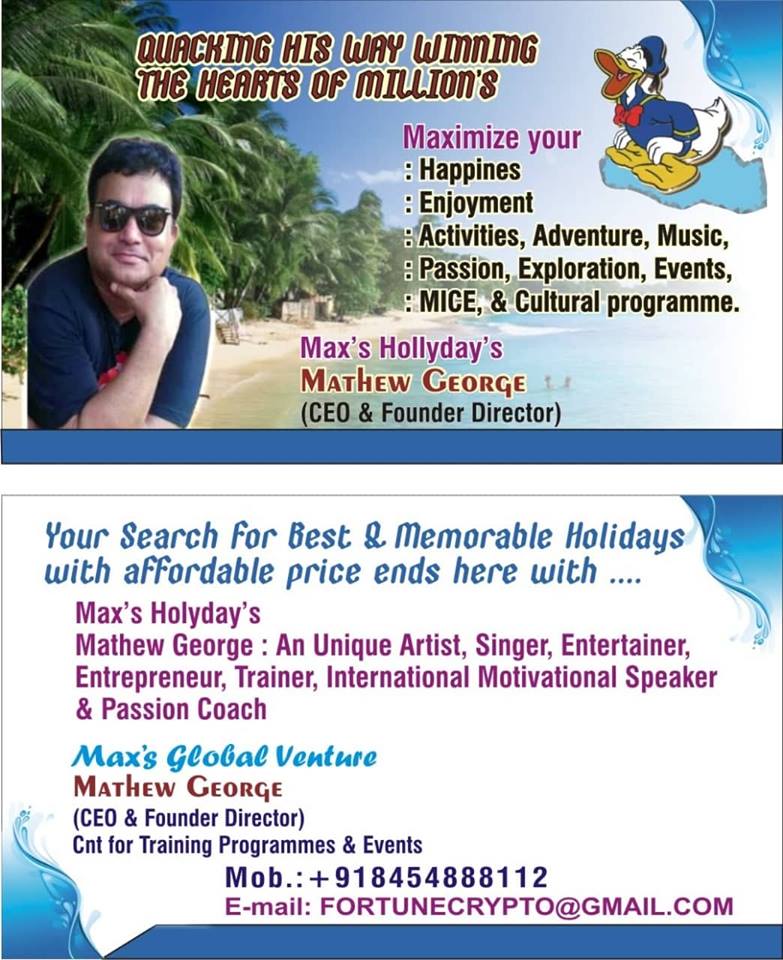 QUACKING HIS WAY WINNING
THE HEARTS OF MILLION'S
Maximize your
: Happines
: Enjoyment
: Activities, Adventure, Music,
: Passion, Exploration, Events,
: MICE, & Cultural programme.
Max's Hollyday's
MATHEW GEORGE
(CEO & Founder Director)
Your Search For Best & Memorable Holidays
with affordable price ends here with ....
Max's Holyday's
Mathew George : An Unique Artist, Singer, Entertainer,
Entrepreneur, Trainer, International Motivational Speaker
& Passion Coach
Max's Global Venture
MATHEW GEORGE
(CEO & Founder Director)
Cnt for Training Programmes & Events
Mob.:+918454888112
E-mail: FORTUNECRYPTO@GMAIL.COM